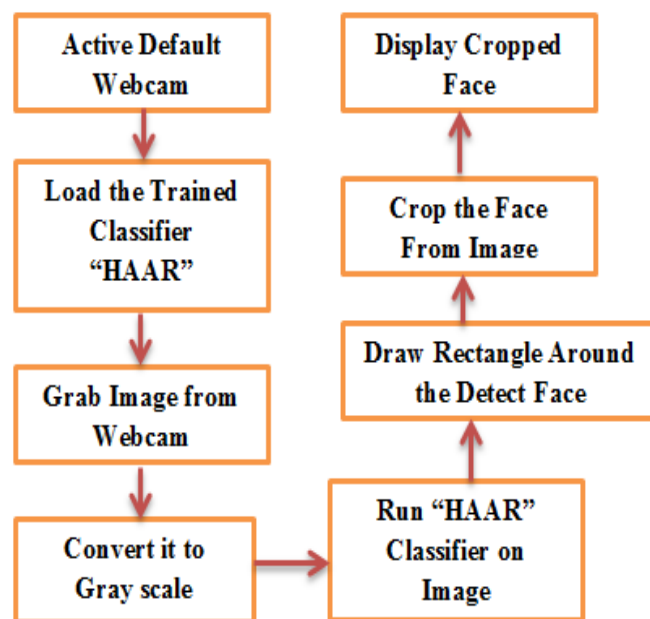 Active Default
Webcam
Load the Trained
Classifier
“HAAR”
Grab Image from
Webcam
Convert it to
Gray scale
Run “HAAR”
Classifier on
Image
Draw Rectangle Around
the Detect Face
Crop the Face
From Image
Display Cropped
Face